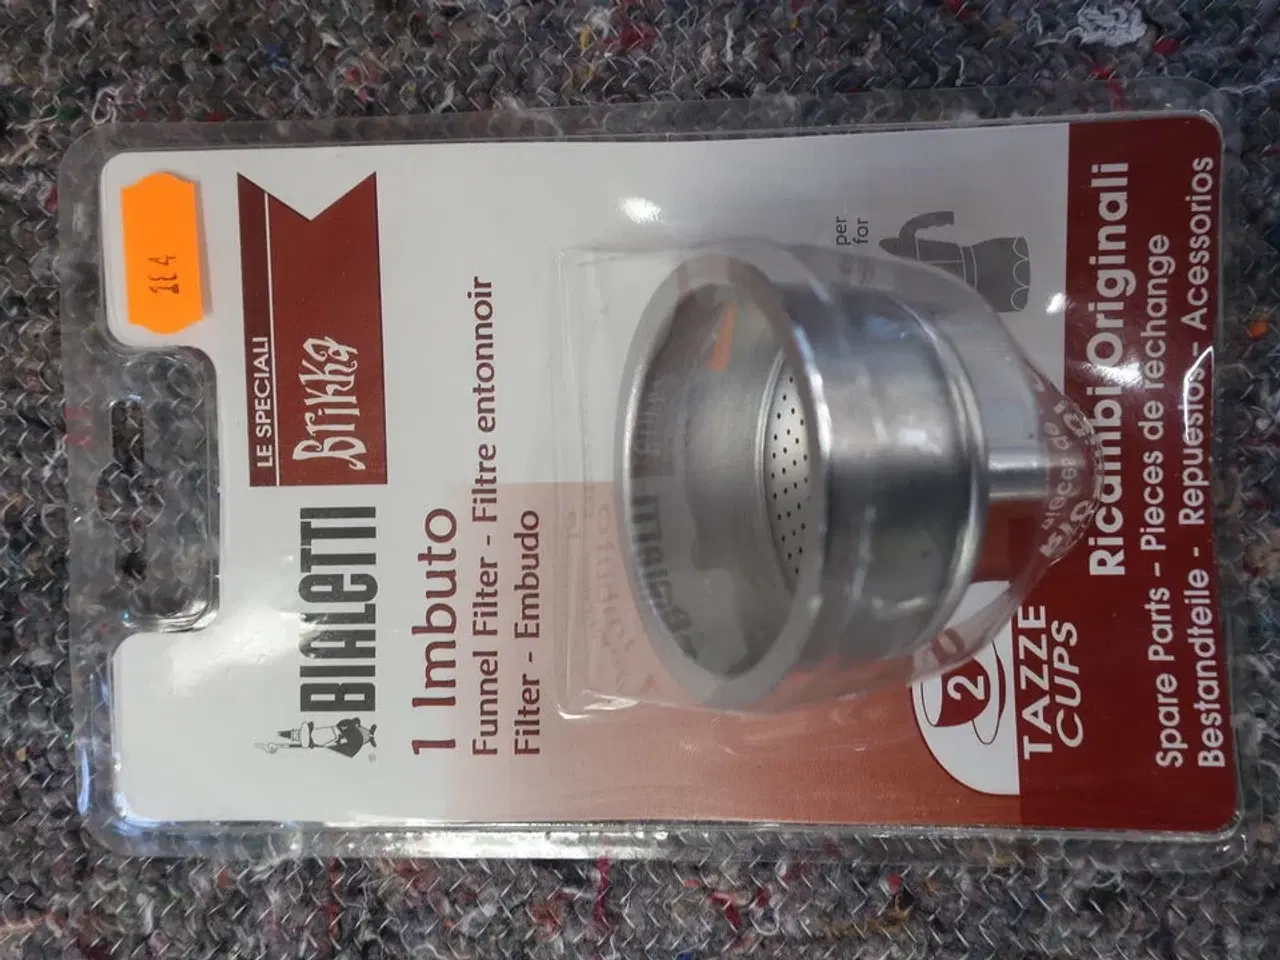 1E4
LE SPECIALI
Brikka
BIALETTI
®
1 Imbuto
Funnel Filter - Filtre entonnoir
Filter - Embudo
per
for
2
TAZZE
CUPS
Ricambi Originali
Spare Parts - Pieces de rechange
Bestandteile - Repuestos - Acessorios